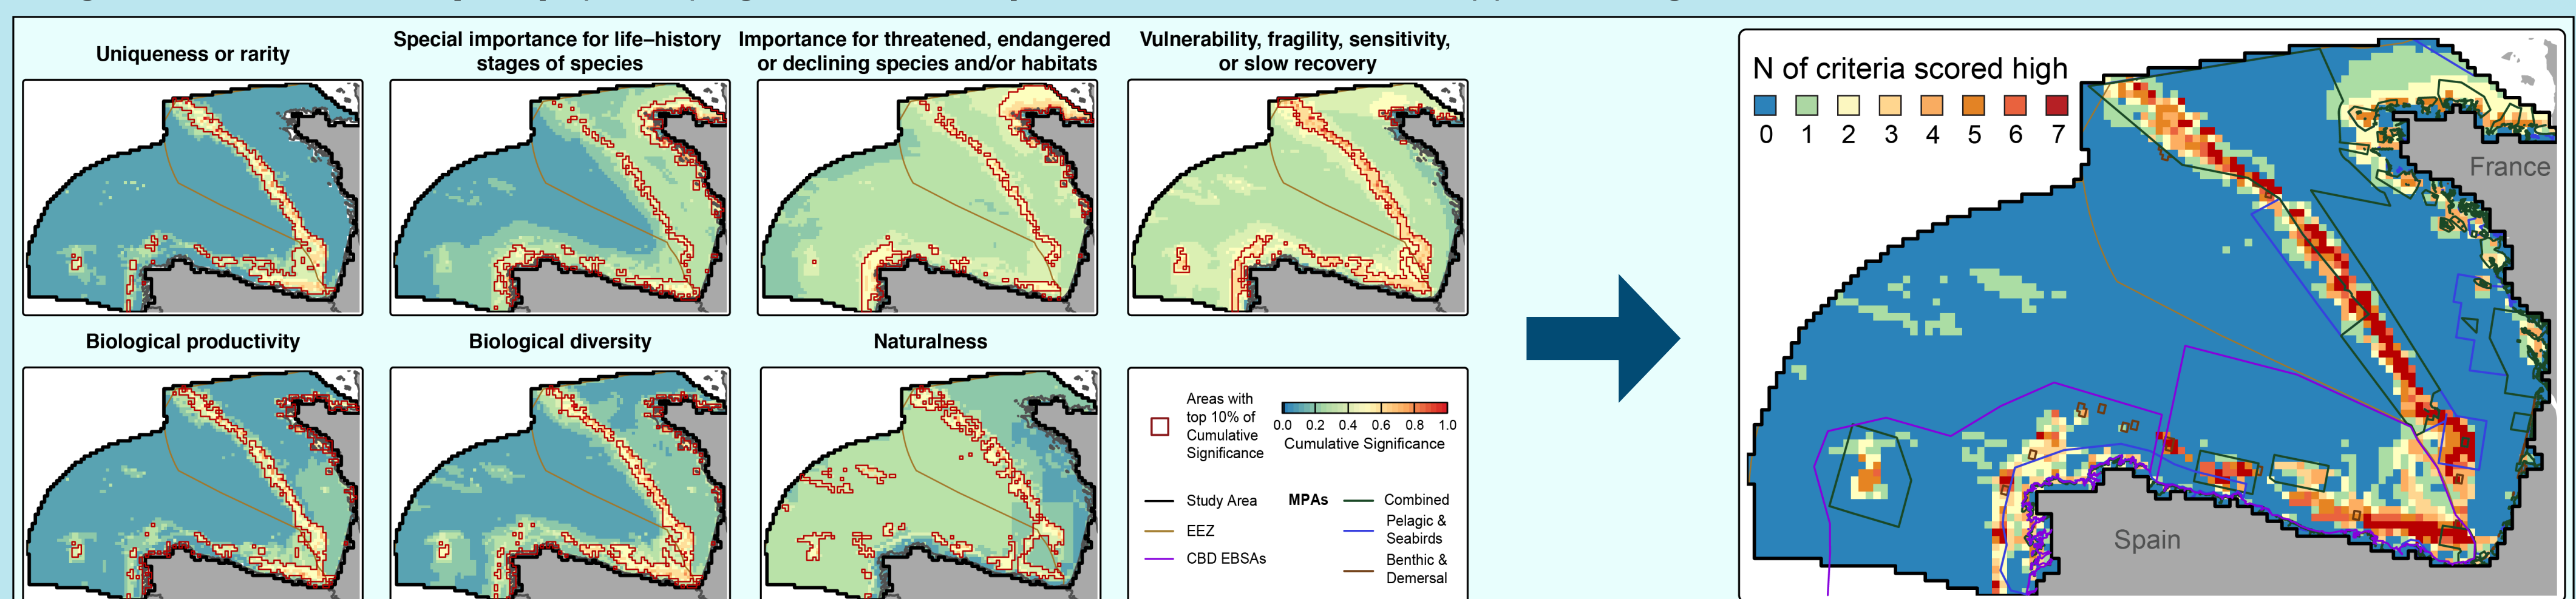 Uniqueness or rarity
Special importance for life–history
stages of species
Importance for threatened, endangered
or declining species and/or habitats
Vulnerability, fragility, sensitivity,
or slow recovery
Biological productivity
Biological diversity
Naturalness
Areas with
top 10% of
Cumulative
Significance
0.0 0.2 0.4 0.6 0.8 1.0
Cumulative Significance
Study Area
EEZ
CBD EBSAs
MPAs
Combined
Pelagic &
Seabirds
Benthic &
Demersal
N of criteria scored high
0 1 2 3 4 5 6 7
France
Spain